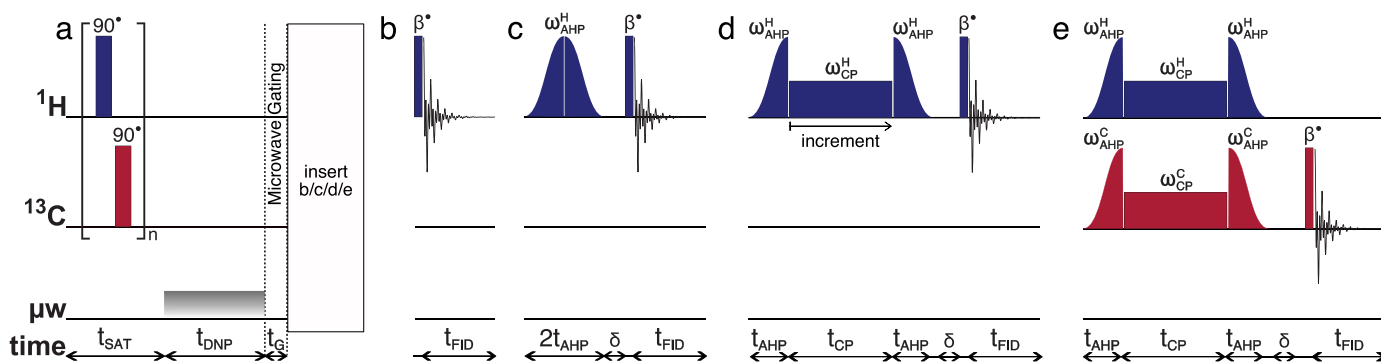 a
90°
90°
n
Microwave Gating
insert
b/c/d/e
¹H
¹³C
μw
time
t_SAT
t_DNP
t_G
b
β°
t_FID
c
ω^H_AHP
β°
2t_AHP
δ
t_FID
d
ω^H_AHP
ω^H_CP
ω^H_AHP
β°
increment
t_AHP
t_CP
t_AHP
δ
t_FID
e
ω^H_AHP
ω^H_CP
ω^H_AHP
ω^C_AHP
ω^C_CP
ω^C_AHP
β°
t_AHP
t_CP
t_AHP
δ
t_FID